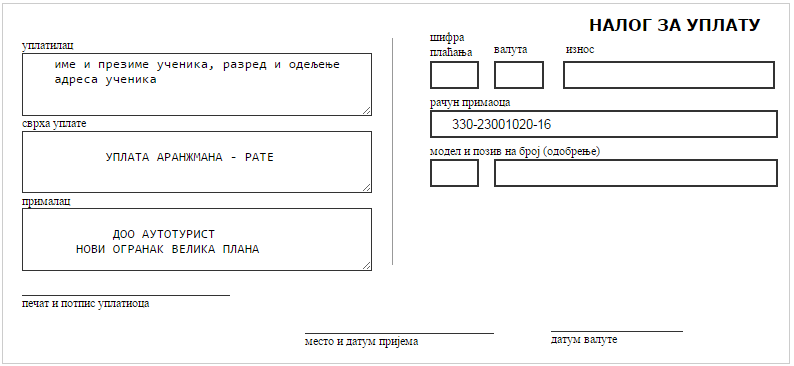 НАЛОГ ЗА УПЛАТУ
уплатилац
име и презиме ученика, разред и одељење
адреса ученика
сврха уплате
УПЛАТА АРАНЖМАНА - РАТЕ
прималац
ДОО АУТОТУРИСТ
НОВИ ОГРАНАК ВЕЛИКА ПЛАНА
печат и потпис уплатиоца
место и датум пријема
шифра
плаћања
валута
износ
рачун примаоца
330-23001020-16
модел и позив на број (одобрење)
датум валуте